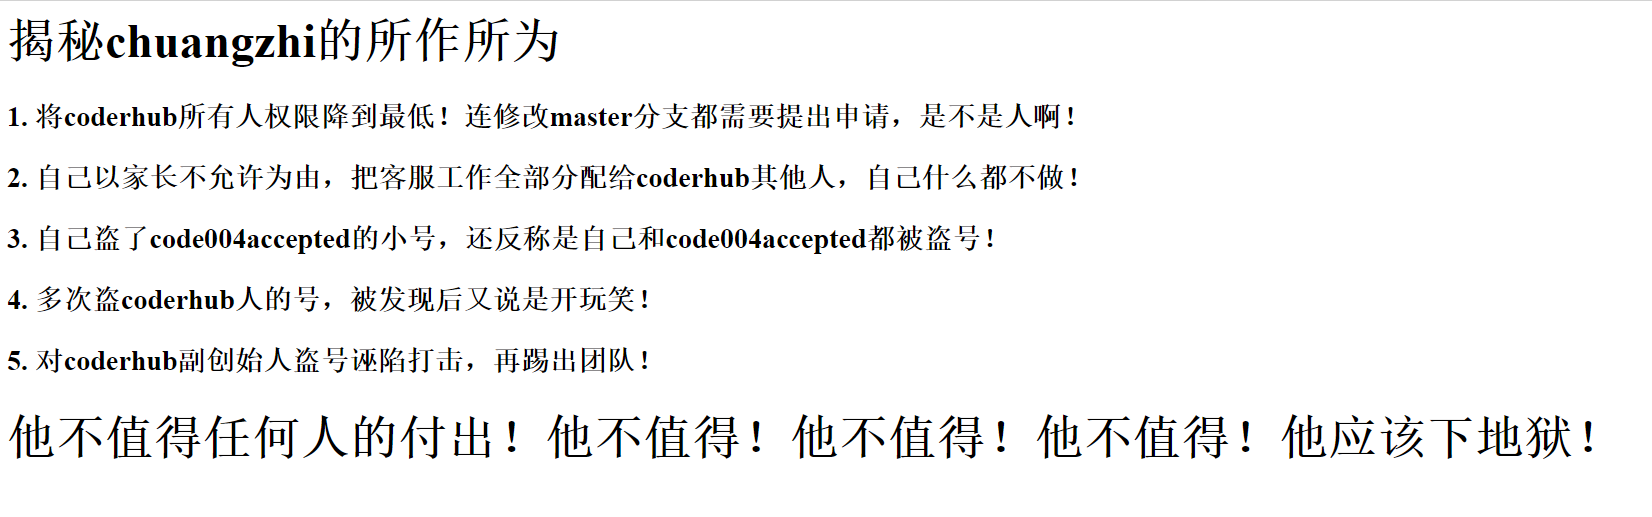 揭秘chuangzhi的所作所为
1. 将coderhub所有人权限降到最低！连修改master分支都需要提出申请，是不是人啊！
2. 自己以家长不允许为由，把客服工作全部分配给coderhub其他人，自己什么都不做！
3. 自己盗了code004accepted的小号，还反称是自己和code004accepted都被盗号！
4. 多次盗coderhub人的号，被发现后又说是开玩笑！
5. 对coderhub副创始人盗号诬陷打击，再踢出团队！
他不值得任何人的付出！他不值得！他不值得！他不值得！他应该下地狱！